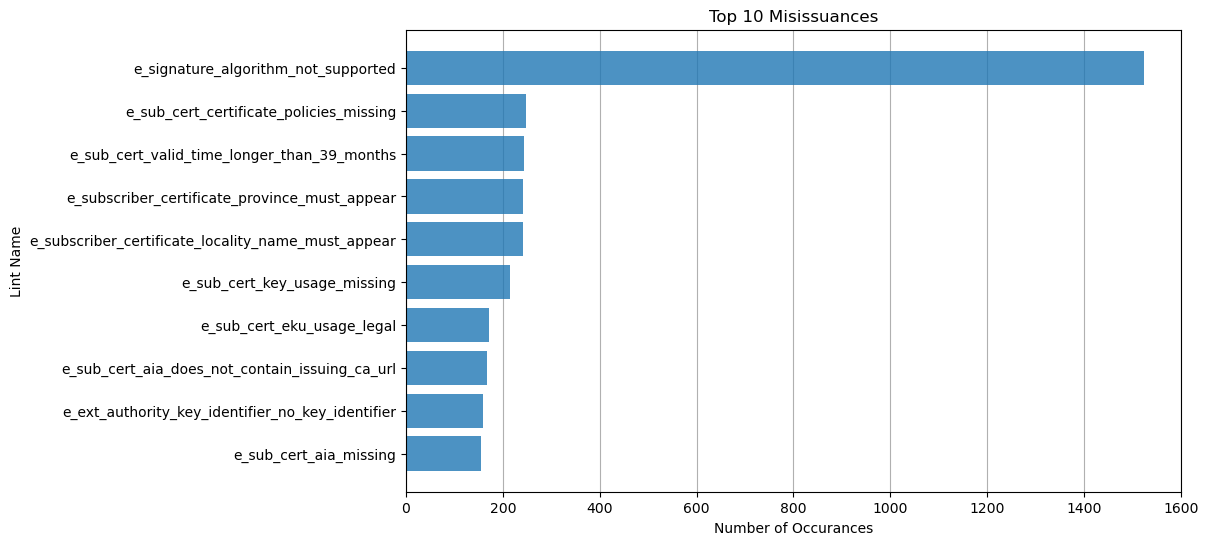 Top 10 Misissuances
Lint Name
e_signature_algorithm_not_supported
e_sub_cert_certificate_policies_missing
e_sub_cert_valid_time_longer_than_39_months
e_subscriber_certificate_province_must_appear
e_subscriber_certificate_locality_name_must_appear
e_sub_cert_key_usage_missing
e_sub_cert_eku_usage_legal
e_sub_cert_aia_does_not_contain_issuing_ca_url
e_ext_authority_key_identifier_no_key_identifier
e_sub_cert_aia_missing
0 200 400 600 800 1000 1200 1400 1600
Number of Occurances